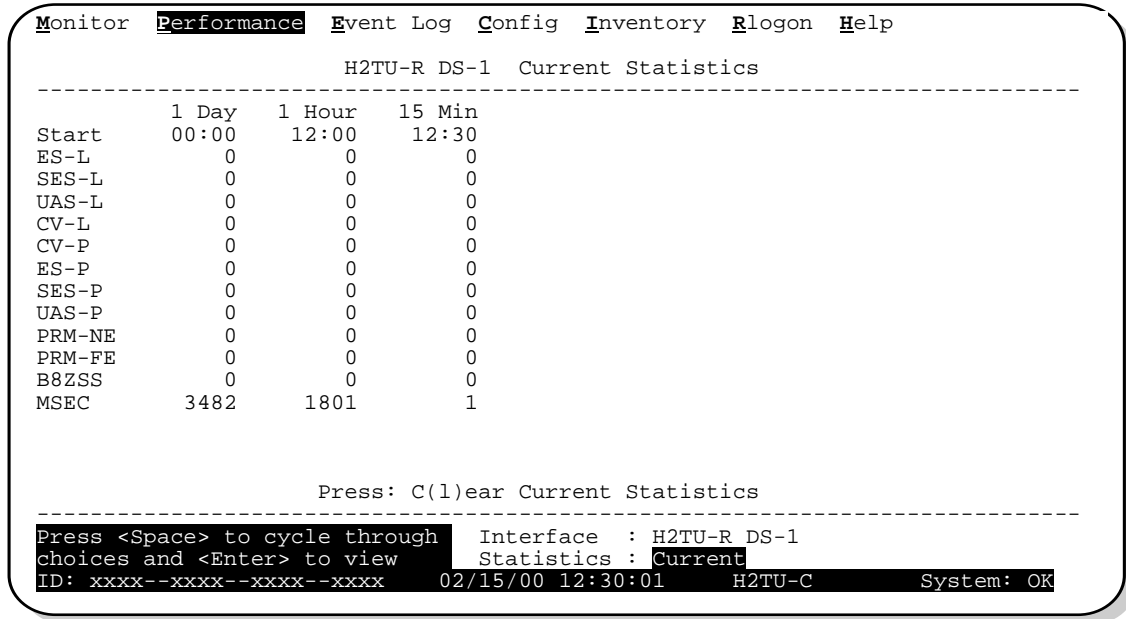 Monitor Performance Event Log Config Inventory Rlogon Help
H2TU-R DS-1 Current Statistics
--------------------------------------------------------------------------------
1 Day 1 Hour 15 Min
Start 00:00 12:00 12:30
ES-L 0 0 0
SES-L 0 0 0
UAS-L 0 0 0
CV-L 0 0 0
CV-P 0 0 0
ES-P 0 0 0
SES-P 0 0 0
UAS-P 0 0 0
PRM-NE 0 0 0
PRM-FE 0 0 0
B8ZSS 0 0 0
MSEC 3482 1801 1
Press: C(l)ear Current Statistics
--------------------------------------------------------------------------------
Press <Space> to cycle through Interface : H2TU-R DS-1
choices and <Enter> to view Statistics : Current
ID: xxxx--xxxx--xxxx--xxxx 02/15/00 12:30:01 H2TU-C System: OK